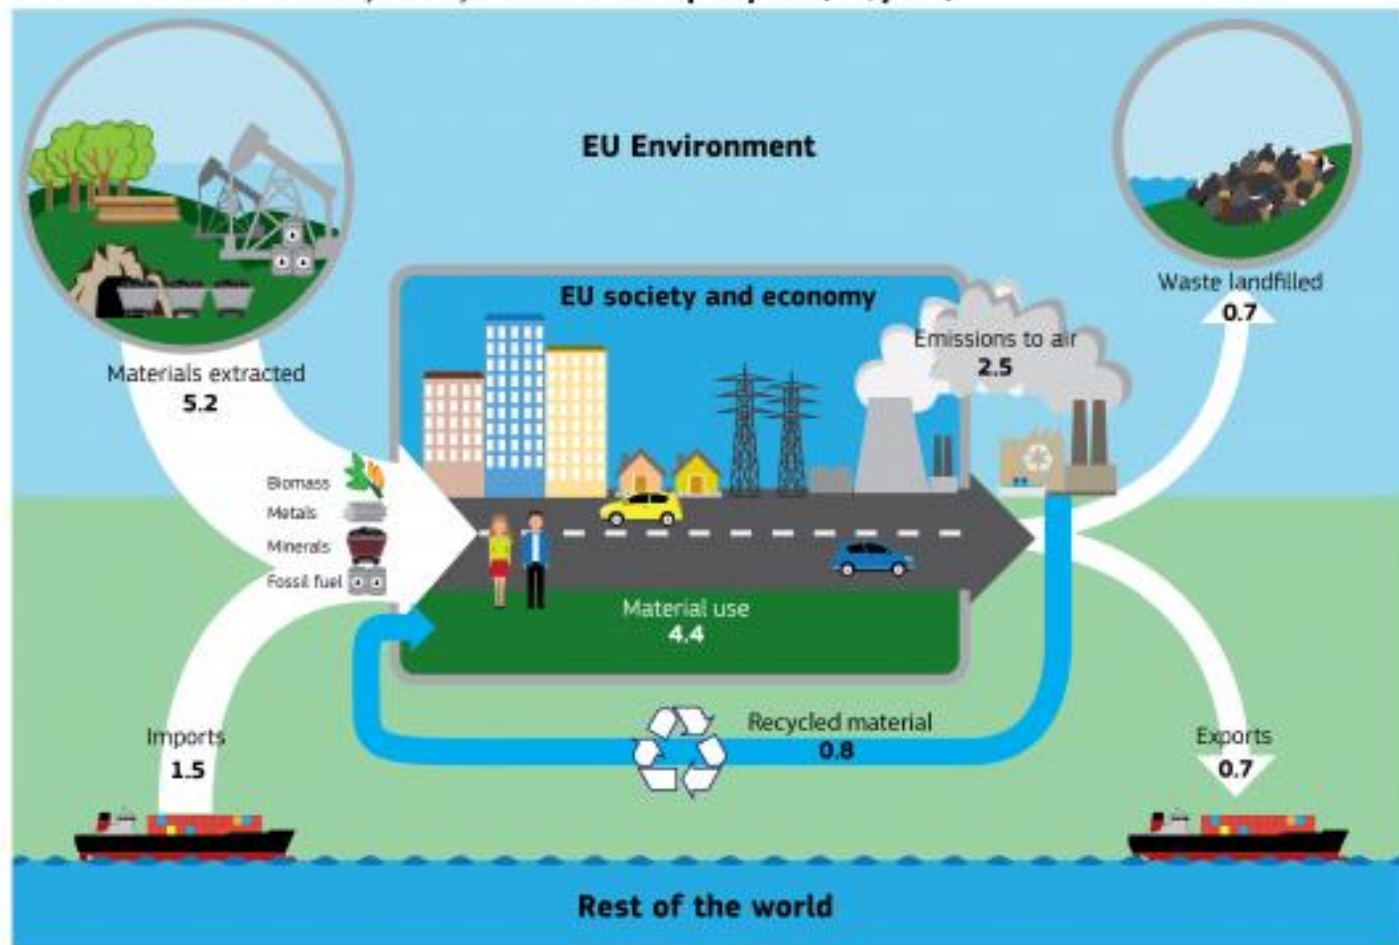 EU Environment
Materials extracted
5.2
Biomass
Metals
Minerals
Fossil fuel
Imports
1.5
EU society and economy
Emissions to air
2.5
Material use
4.4
Recycled material
0.8
Waste landfilled
0.7
Exports
0.7
Rest of the world